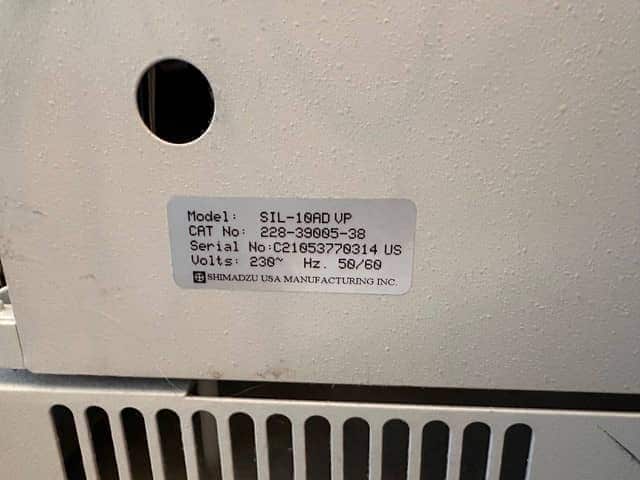 Model: SIL-10AD VP
CAT No: 228-39005-38
Serial No:C21053770314 US
Volts: 230~ Hz. 50/60
SHIMADZU USA MANUFACTURING INC.